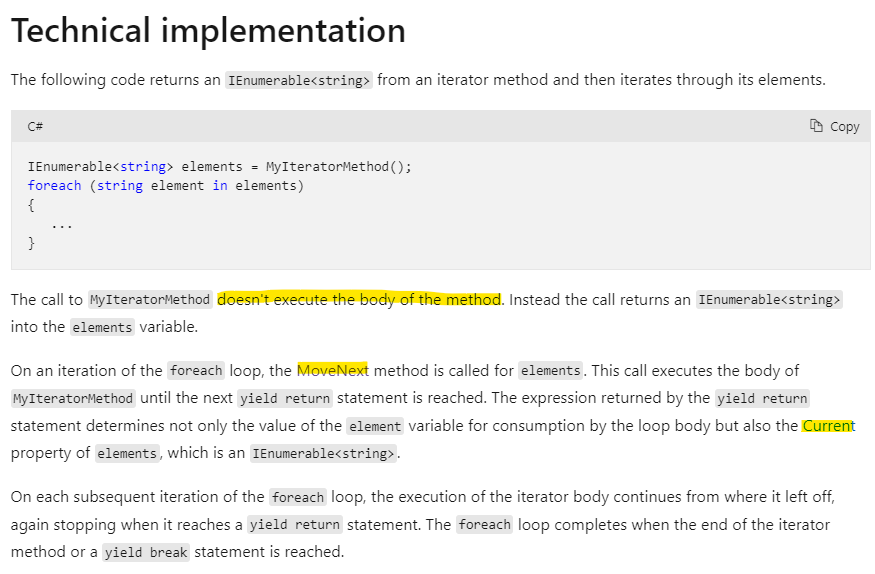 Technical implementation
The following code returns an IEnumerable<string> from an iterator method and then iterates through its elements.
C#
Copy
IEnumerable<string> elements = MyIteratorMethod();
foreach (string element in elements)
{
   ...
}
The call to MyIteratorMethod doesn't execute the body of the method. Instead the call returns an IEnumerable<string>
into the elements variable.
On an iteration of the foreach loop, the MoveNext method is called for elements. This call executes the body of
MyIteratorMethod until the next yield return statement is reached. The expression returned by the yield return
statement determines not only the value of the element variable for consumption by the loop body but also the Current
property of elements, which is an IEnumerable<string>.
On each subsequent iteration of the foreach loop, the execution of the iterator body continues from where it left off,
again stopping when it reaches a yield return statement. The foreach loop completes when the end of the iterator
method or a yield break statement is reached.